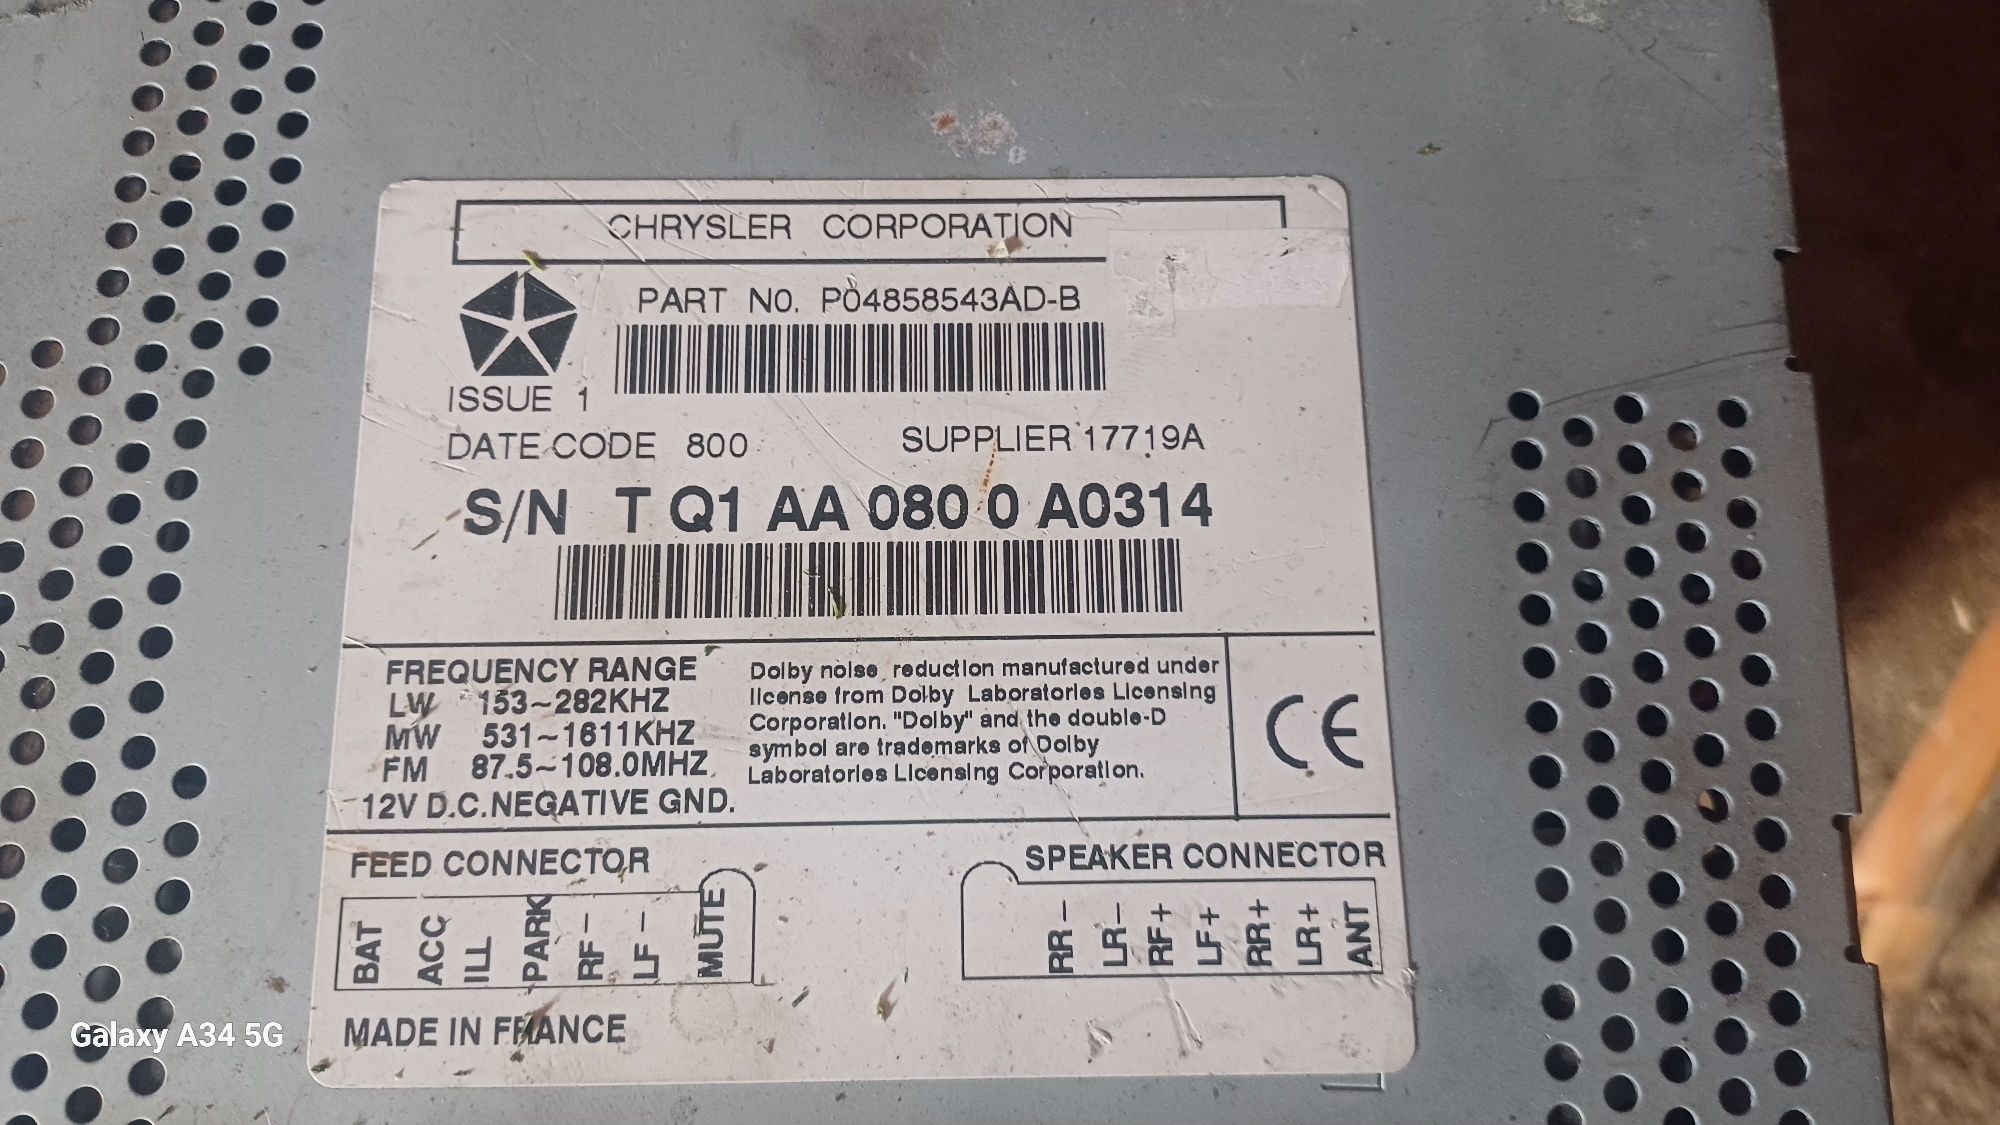 CHRYSLER CORPORATION
PART NO. P04858543AD-B
ISSUE 1
DATE CODE 800 SUPPLIER 17719A
S/N T Q1 AA 080 0 A0314
FREQUENCY RANGE
LW 153~282KHZ
MW 531~1611KHZ
FM 87.5~108.0MHZ
12V D.C.NEGATIVE GND.
Dolby noise reduction manufactured under
license from Dolby Laboratories Licensing
Corporation. "Dolby" and the double-D
symbol are trademarks of Dolby
Laboratories Licensing Corporation.
CE
FEED CONNECTOR
BAT ACC ILL PARK RF- LF- MUTE
SPEAKER CONNECTOR
RR- LR- RF+ LF+ RR+ LR+ ANT
MADE IN FRANCE
Galaxy A34 5G